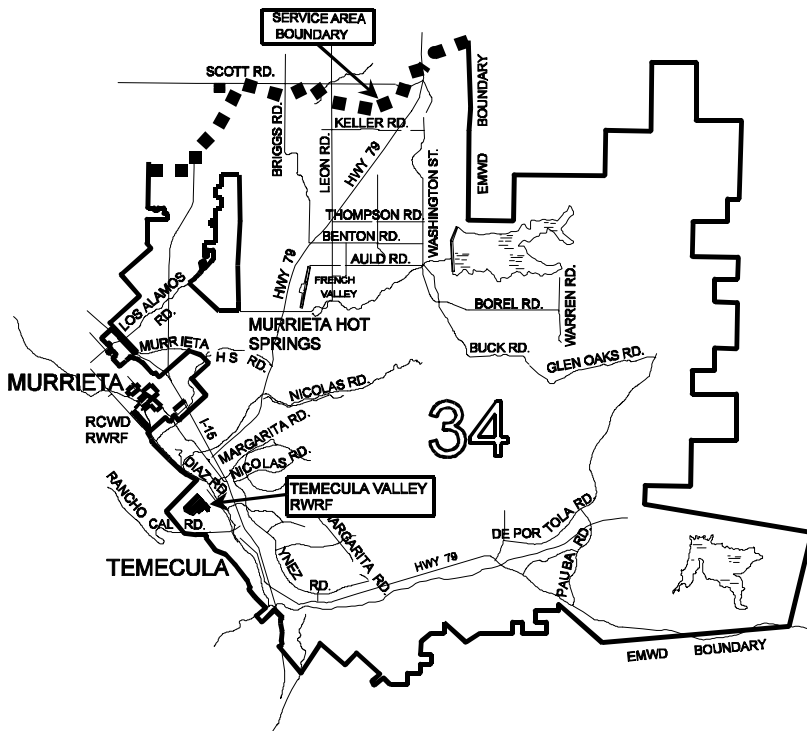 SERVICE AREA
BOUNDARY
SCOTT RD.
BRIGGS RD.
LEON RD.
KELLER RD.
HWY 79
WASHINGTON ST.
EMWD BOUNDARY
THOMPSON RD.
BENTON RD.
AULD RD.
HWY 79
FRENCH
VALLEY
LOS ALAMOS
RD.
BOREL RD.
WARREN RD.
MURRIETA HOT
SPRINGS
MURRIETA
H S RD.
BUCK RD.
GLEN OAKS RD.
MURRIETA
NICOLAS RD.
RCWD
RWRF
I-15
MARGARITA RD.
34
DIAZ RD.
NICOLAS RD.
TEMECULA VALLEY
RWRF
RANCHO
CAL RD.
MARGARITA RD.
DE POR TOLA RD.
TEMECULA
YNEZ
RD.
HWY 79
PAUBA RD.
EMWD BOUNDARY